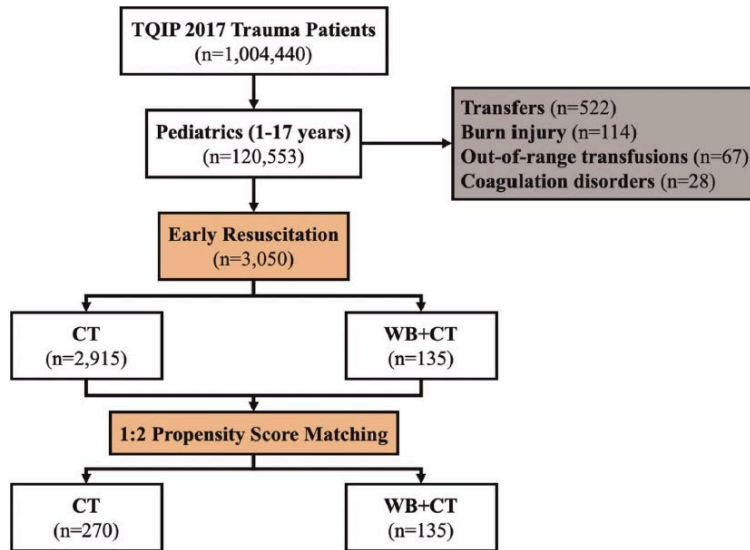 TQIP 2017 Trauma Patients
(n=1,004,440)
Pediatrics (1-17 years)
(n=120,553)
Transfers (n=522)
Burn injury (n=114)
Out-of-range transfusions (n=67)
Coagulation disorders (n=28)
Early Resuscitation
(n=3,050)
CT
(n=2,915)
WB+CT
(n=135)
1:2 Propensity Score Matching
CT
(n=270)
WB+CT
(n=135)